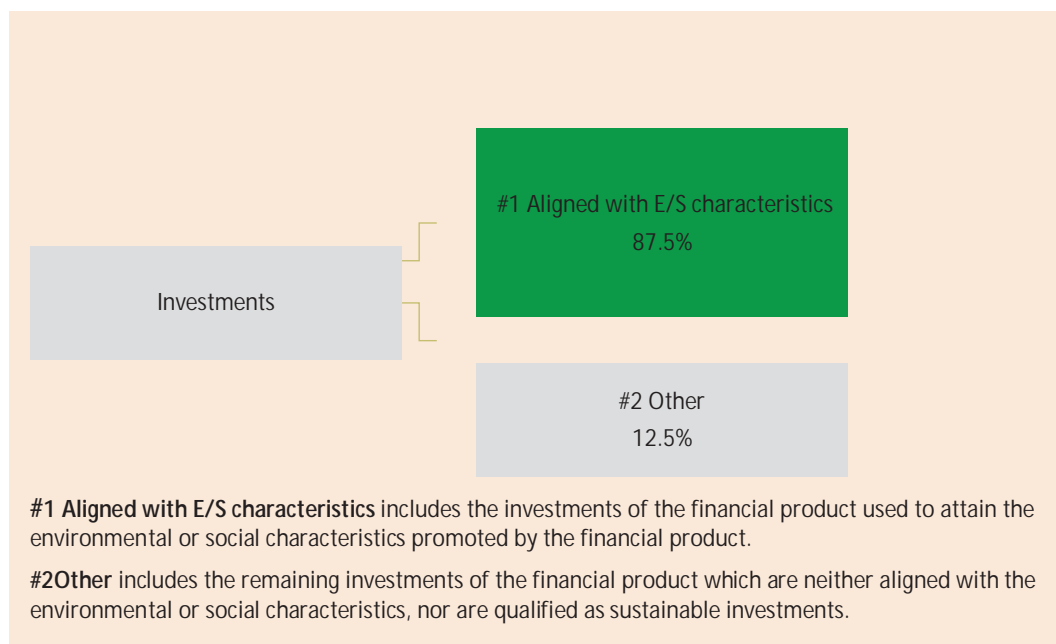 #1 Aligned with E/S characteristics
87.5%
Investments
#2 Other
12.5%
#1 Aligned with E/S characteristics includes the investments of the financial product used to attain the
environmental or social characteristics promoted by the financial product.
#2Other includes the remaining investments of the financial product which are neither aligned with the
environmental or social characteristics, nor are qualified as sustainable investments.